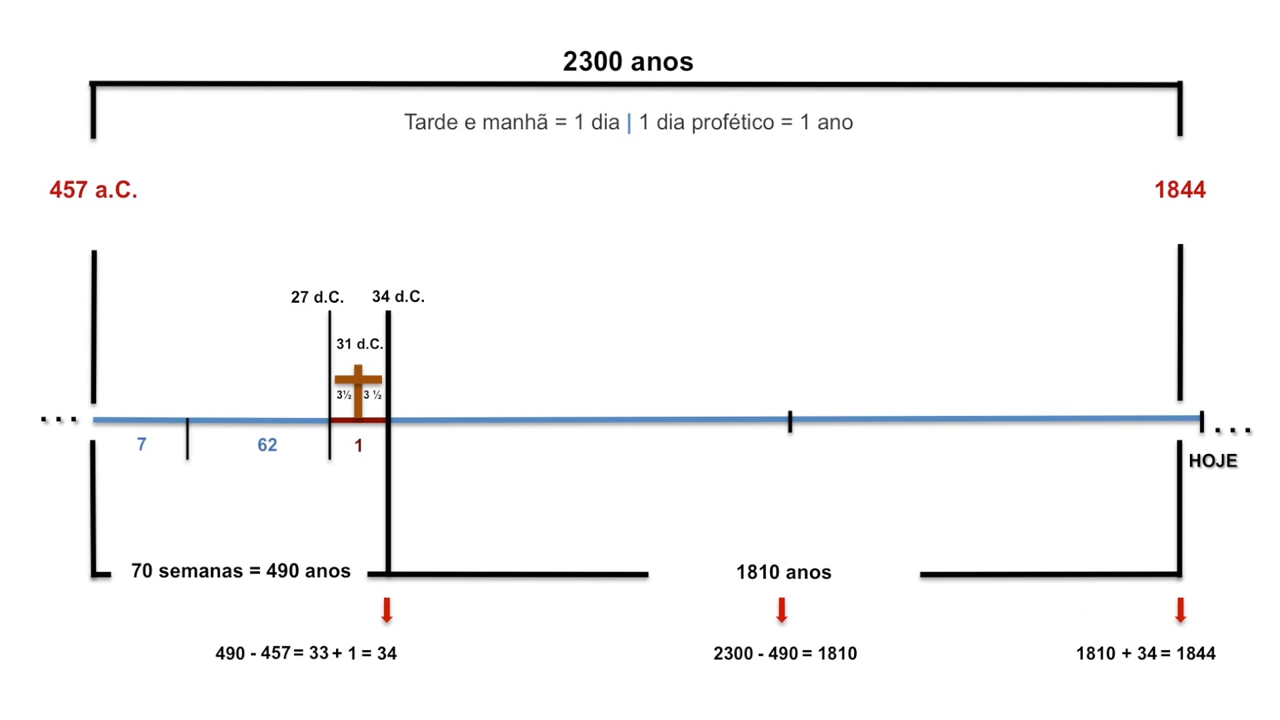 2300 anos
Tarde e manhã = 1 dia | 1 dia profético = 1 ano
457 a.C.
1844
27 d.C.
34 d.C.
31 d.C.
3½
3 ½
...
7
62
1
...
HOJE
70 semanas = 490 anos
1810 anos
490 - 457 = 33 + 1 = 34
2300 - 490 = 1810
1810 + 34 = 1844